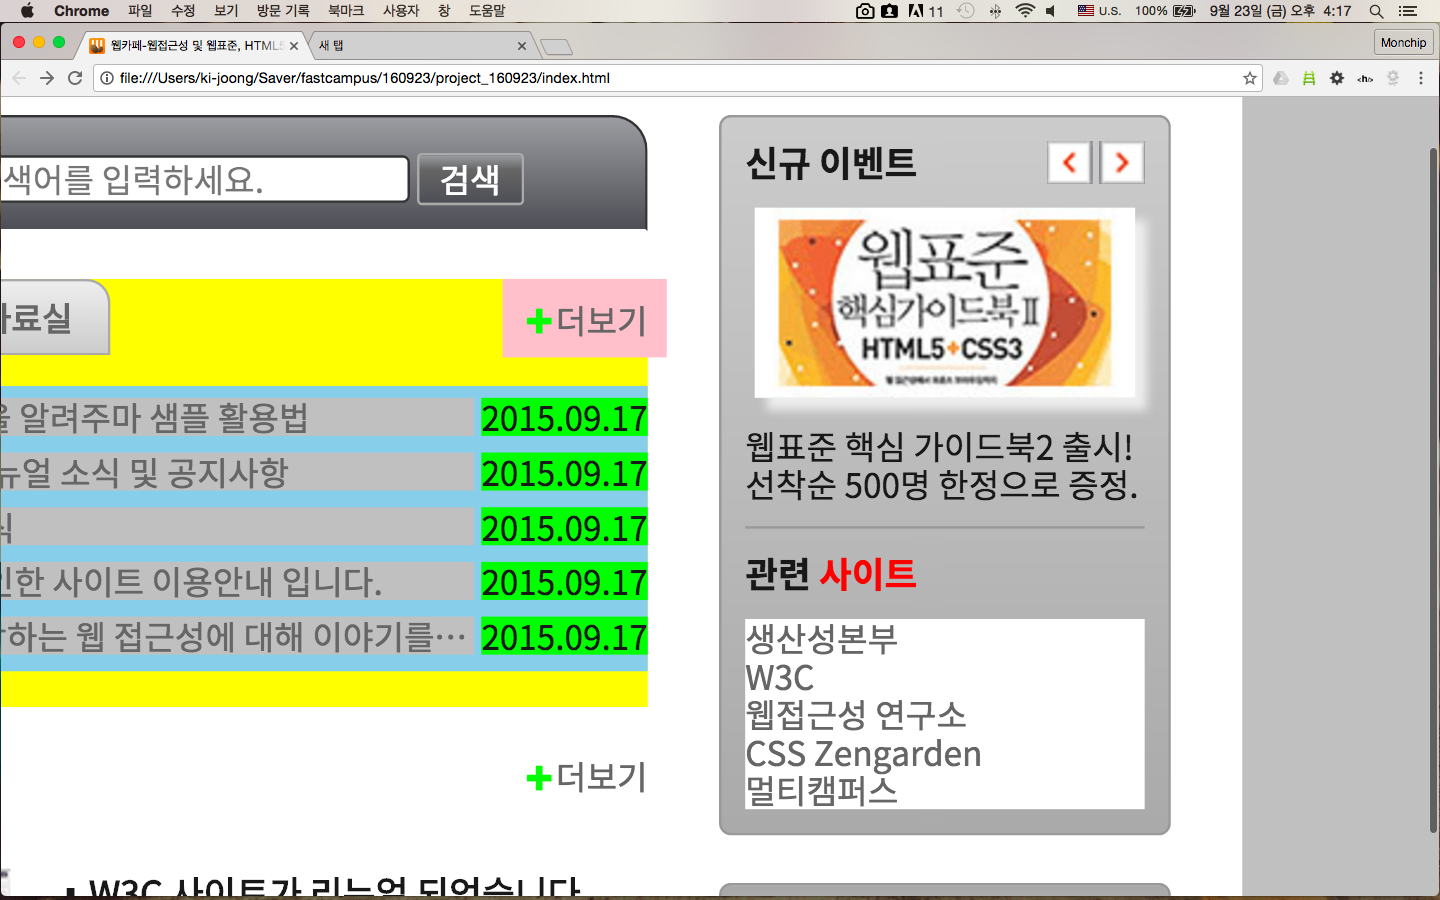 Chrome 파일 수정 보기 방문 기록 북마크 사용자 창 도움말 11 U.S. 100% 9월 23일 (금) 오후 4:17
웹카페-웹접근성 및 웹표준, HTML5 새 탭 Monchip
file:///Users/ki-joong/Saver/fastcampus/160923/project_160923/index.html
색어를 입력하세요. 검색
료실 더보기
알려주마 샘플 활용법 2015.09.17
뉴얼 소식 및 공지사항 2015.09.17
식 2015.09.17
한 사이트 이용안내 입니다. 2015.09.17
하는 웹 접근성에 대해 이야기를… 2015.09.17
더보기
W3C 사이트가 리뉴얼 되었습니다
신규 이벤트
웹표준
핵심가이드북 II
HTML5+CSS3
웹표준 핵심 가이드북2 출시!
선착순 500명 한정으로 증정.
관련 사이트
생산성본부
W3C
웹접근성 연구소
CSS Zengarden
멀티캠퍼스